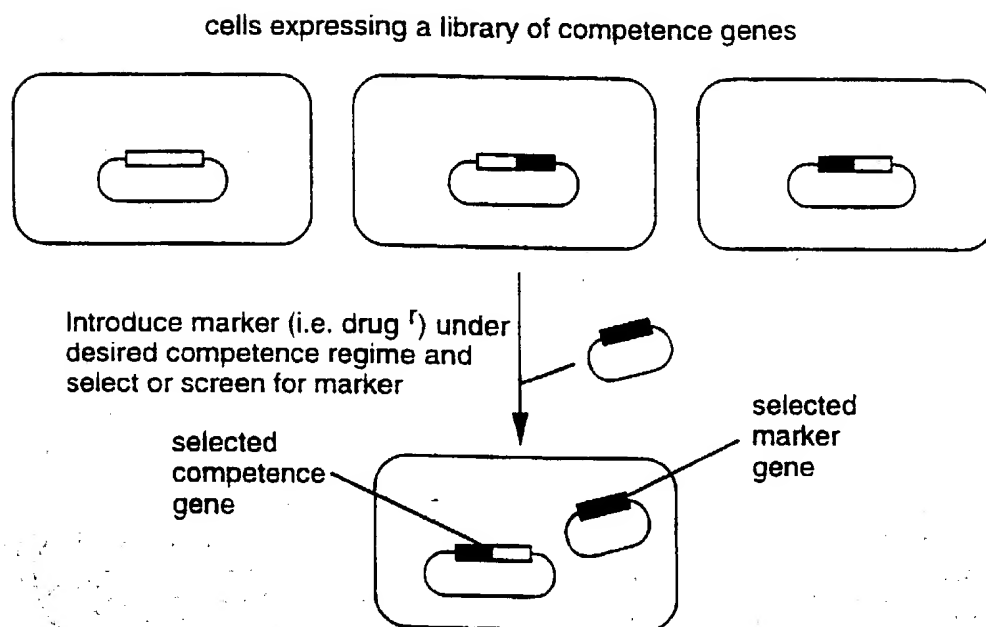 cells expressing a library of competence genes
Introduce marker (i.e. drug ʳ) under
desired competence regime and
select or screen for marker
selected
marker
gene
selected
competence
gene